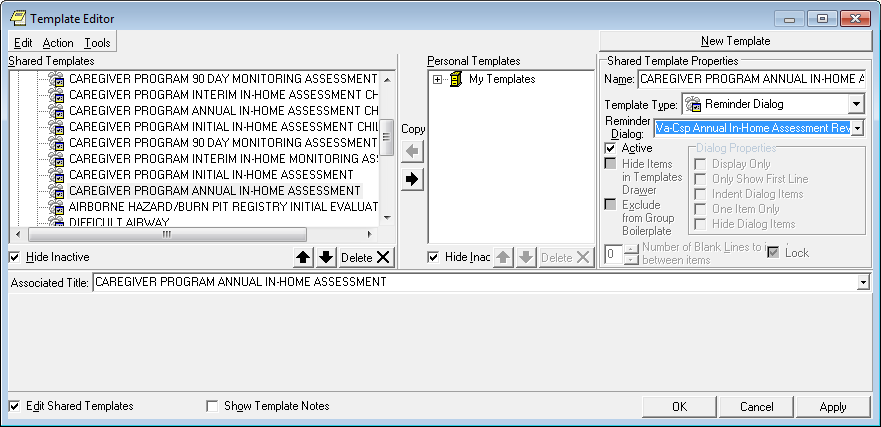 Template Editor
Edit Action Tools
New Template
Shared Templates
CAREGIVER PROGRAM 90 DAY MONITORING ASSESSMENT
CAREGIVER PROGRAM INTERIM IN-HOME ASSESSMENT CH
CAREGIVER PROGRAM ANNUAL IN-HOME ASSESSMENT CHI
CAREGIVER PROGRAM INITIAL IN-HOME ASSESSMENT CHIL
CAREGIVER PROGRAM 90 DAY MONITORING ASSESSMENT
CAREGIVER PROGRAM INTERIM IN-HOME MONITORING ASS
CAREGIVER PROGRAM INITIAL IN-HOME ASSESSMENT
CAREGIVER PROGRAM ANNUAL IN-HOME ASSESSMENT
AIRBORNE HAZARD/BURN PIT REGISTRY INITIAL EVALUAT
DIFFICULT AIRWAY
Hide Inactive
Delete
Copy
Personal Templates
My Templates
Hide Inac
Delete
Shared Template Properties
Name: CAREGIVER PROGRAM ANNUAL IN-HOME A
Template Type: Reminder Dialog
Reminder Dialog: Va-Csp Annual In-Home Assessment Rev
Active
Hide Items
in Templates
Drawer
Exclude
from Group
Boilerplate
Dialog Properties
Display Only
Only Show First Line
Indent Dialog Items
One Item Only
Hide Dialog Items
0 Number of Blank Lines to i
between items
Lock
Associated Title: CAREGIVER PROGRAM ANNUAL IN-HOME ASSESSMENT
Edit Shared Templates
Show Template Notes
OK Cancel Apply